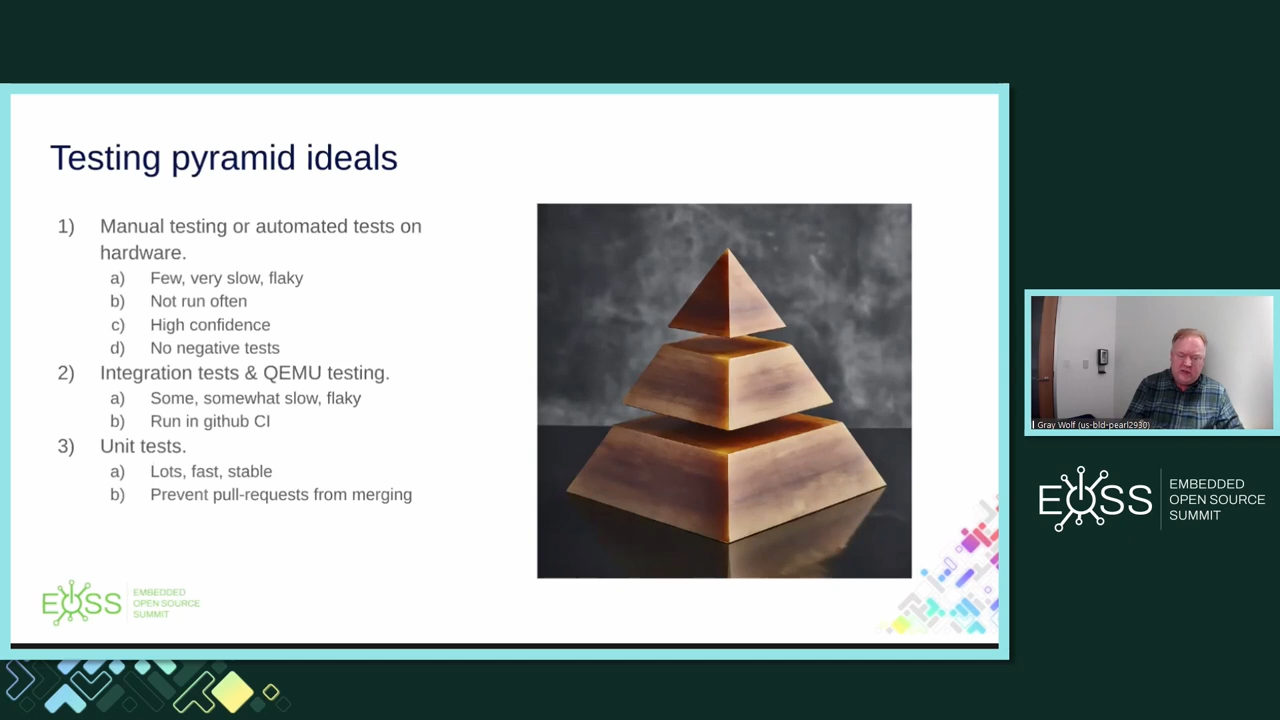 Testing pyramid ideals
1) Manual testing or automated tests on
hardware.
a) Few, very slow, flaky
b) Not run often
c) High confidence
d) No negative tests
2) Integration tests & QEMU testing.
a) Some, somewhat slow, flaky
b) Run in github CI
3) Unit tests.
a) Lots, fast, stable
b) Prevent pull-requests from merging
EOSS
EMBEDDED
OPEN SOURCE
SUMMIT
Gray Wolf (us-bld-pearl2930)
EOSS
EMBEDDED
OPEN SOURCE
SUMMIT